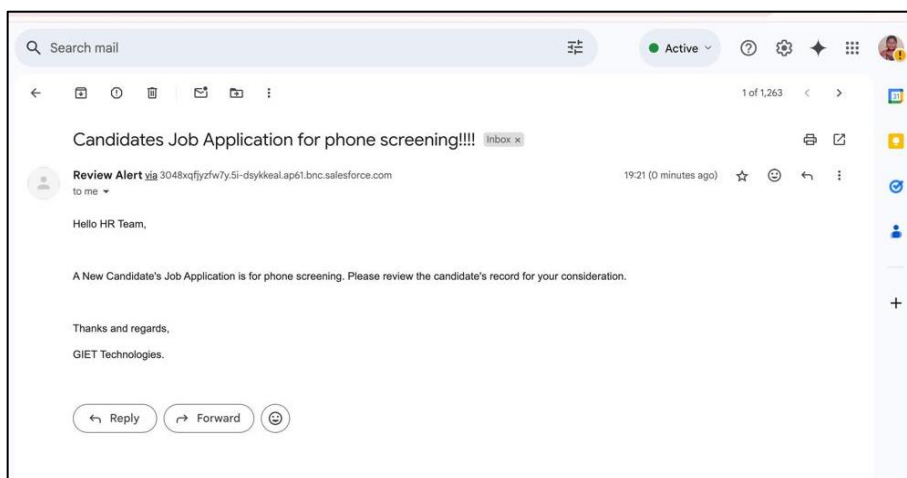 Search mail
Active
1 of 1,263
31
Candidates Job Application for phone screening!!!! Inbox x
Review Alert via 3048xqfjyzfw7y.5i-dsykkeal.ap61.bnc.salesforce.com 19:21 (0 minutes ago)
to me
Hello HR Team,
A New Candidate's Job Application is for phone screening. Please review the candidate's record for your consideration.
Thanks and regards,
GIET Technologies.
Reply Forward